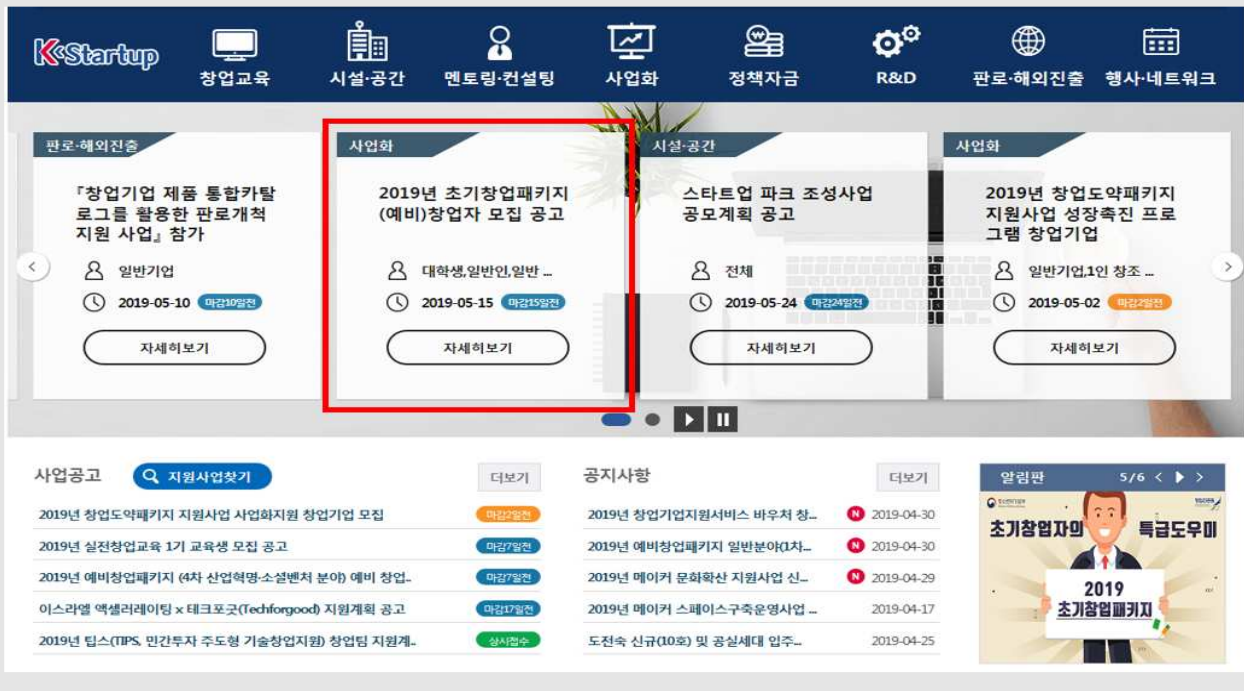 K-Startup
창업교육
시설·공간
멘토링·컨설팅
사업화
정책자금
R&D
판로·해외진출
행사·네트워크
판로·해외진출
『창업기업 제품 통합카탈
로그를 활용한 판로개척
지원 사업』 참가
일반기업
2019-05-10 마감10일전
자세히보기
사업화
2019년 초기창업패키지
(예비)창업자 모집 공고
대학생,일반인,일반 ...
2019-05-15 마감15일전
자세히보기
시설·공간
스타트업 파크 조성사업
공모계획 공고
전체
2019-05-24 마감24일전
자세히보기
사업화
2019년 창업도약패키지
지원사업 성장촉진 프로
그램 창업기업
일반기업,1인 창조 ...
2019-05-02 마감2일전
자세히보기
사업공고 지원사업찾기 더보기
2019년 창업도약패키지 지원사업 사업화지원 창업기업 모집 마감2일전
2019년 실전창업교육 1기 교육생 모집 공고 마감7일전
2019년 예비창업패키지 (4차 산업혁명·소셜벤처 분야) 예비 창업... 마감7일전
이스라엘 액셀러레이팅 x 테크포굿(Techforgood) 지원계획 공고 마감17일전
2019년 팁스(TIPS, 민간투자 주도형 기술창업지원) 창업팀 지원계... 상시접수
공지사항 더보기
2019년 창업기업지원서비스 바우처 창... N 2019-04-30
2019년 예비창업패키지 일반분야(1차... N 2019-04-30
2019년 메이커 문화확산 지원사업 신... N 2019-04-29
2019년 메이커 스페이스구축운영사업 ... 2019-04-17
도전숙 신규(10호) 및 공실세대 입주... 2019-04-25
알림판 5/6
초기창업자의 특급도우미
2019
초기창업패키지